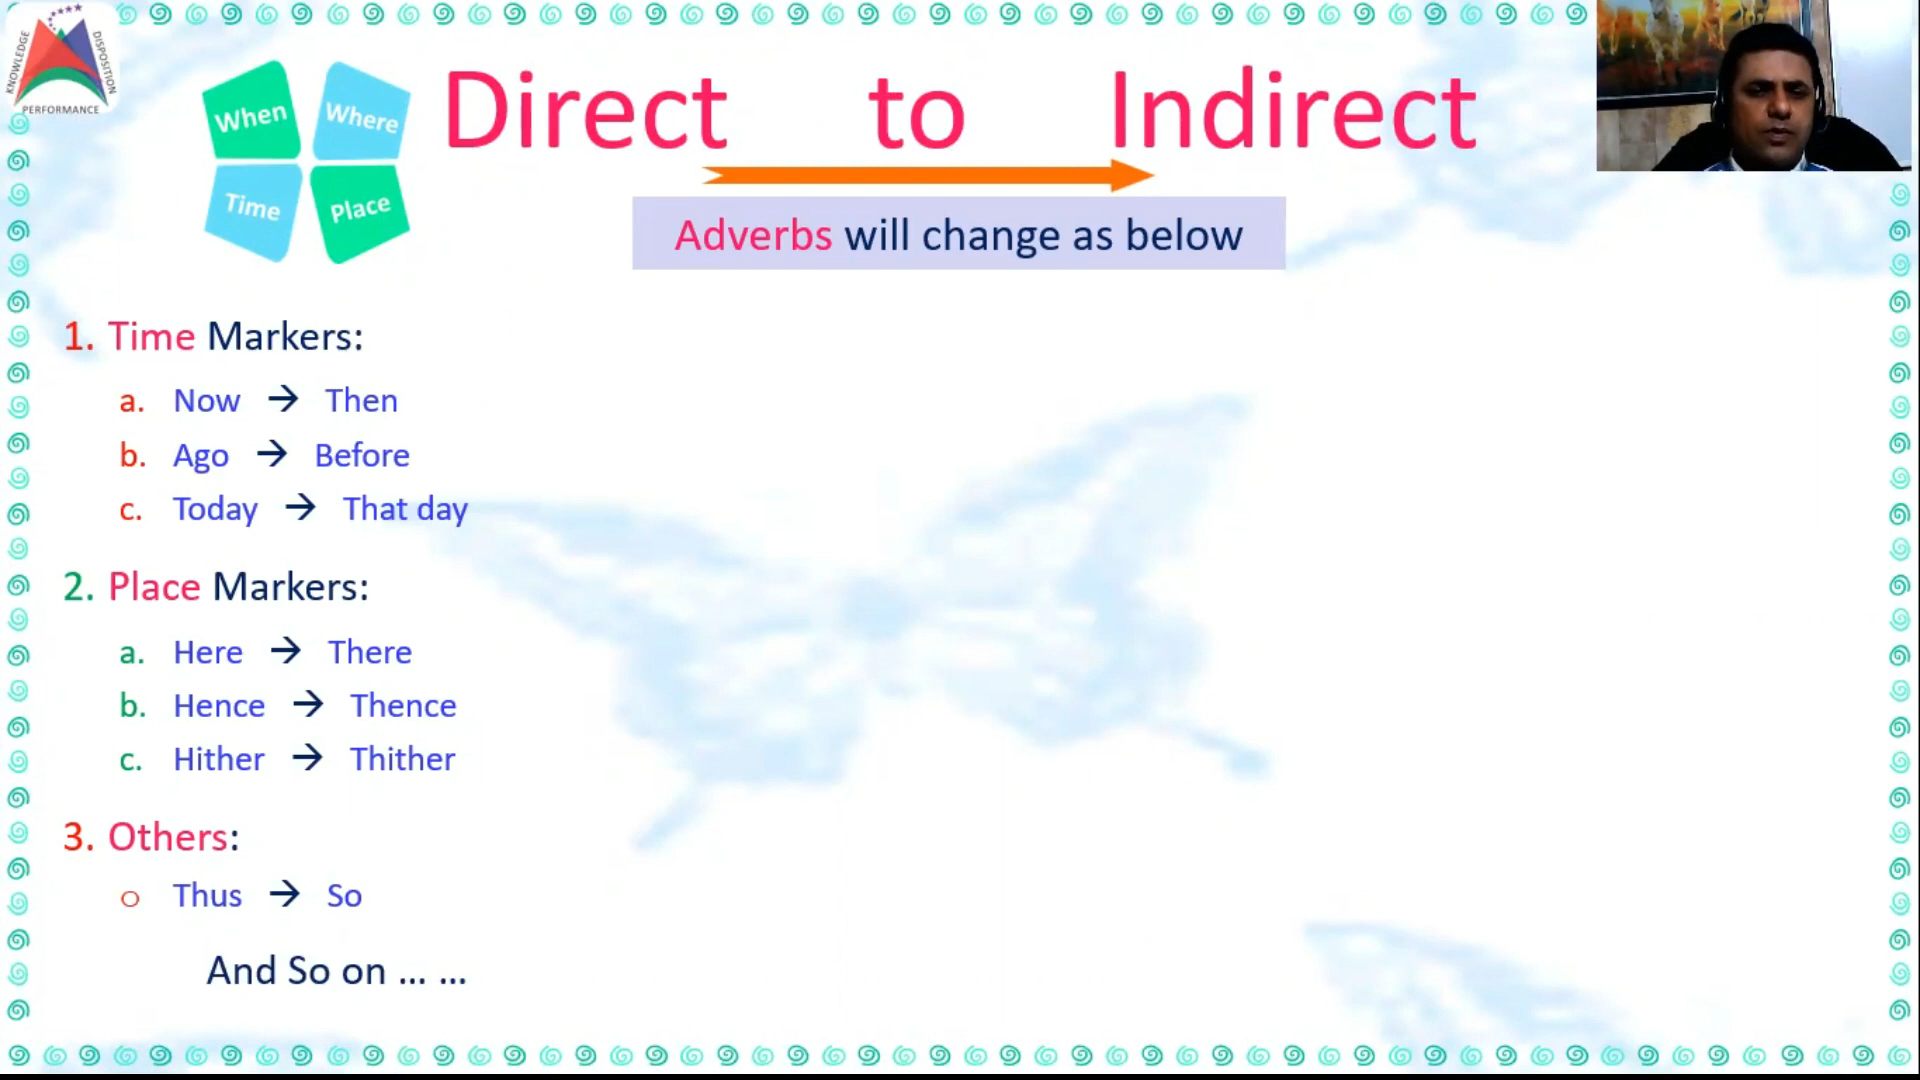 KNOWLEDGE
DISPOSITION
PERFORMANCE
When
Where
Time
Place
Direct to Indirect
Adverbs will change as below
1. Time Markers:
a. Now → Then
b. Ago → Before
c. Today → That day
2. Place Markers:
a. Here → There
b. Hence → Thence
c. Hither → Thither
3. Others:
o Thus → So
And So on ... ...